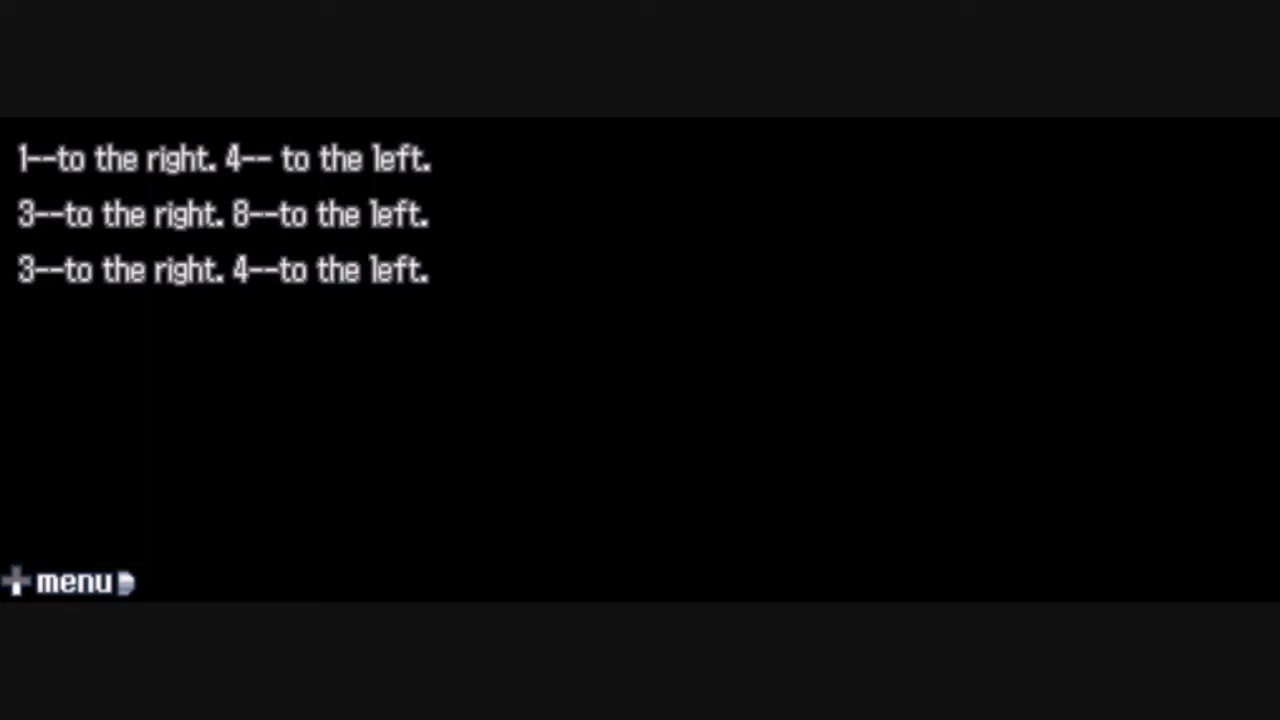 1--to the right. 4-- to the left.
3--to the right. 8--to the left.
3--to the right. 4--to the left.
menu